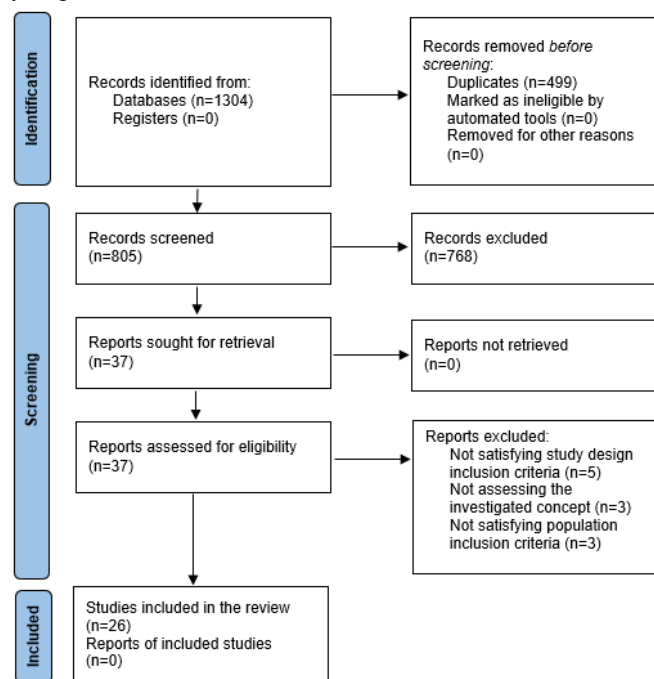 Identification
Records identified from:
Databases (n=1304)
Registers (n=0)
Records removed before
screening:
Duplicates (n=499)
Marked as ineligible by
automated tools (n=0)
Removed for other reasons
(n=0)
Screening
Records screened
(n=805)
Records excluded
(n=768)
Reports sought for retrieval
(n=37)
Reports not retrieved
(n=0)
Reports assessed for eligibility
(n=37)
Reports excluded:
Not satisfying study design
inclusion criteria (n=5)
Not assessing the
investigated concept (n=3)
Not satisfying population
inclusion criteria (n=3)
Included
Studies included in the review
(n=26)
Reports of included studies
(n=0)